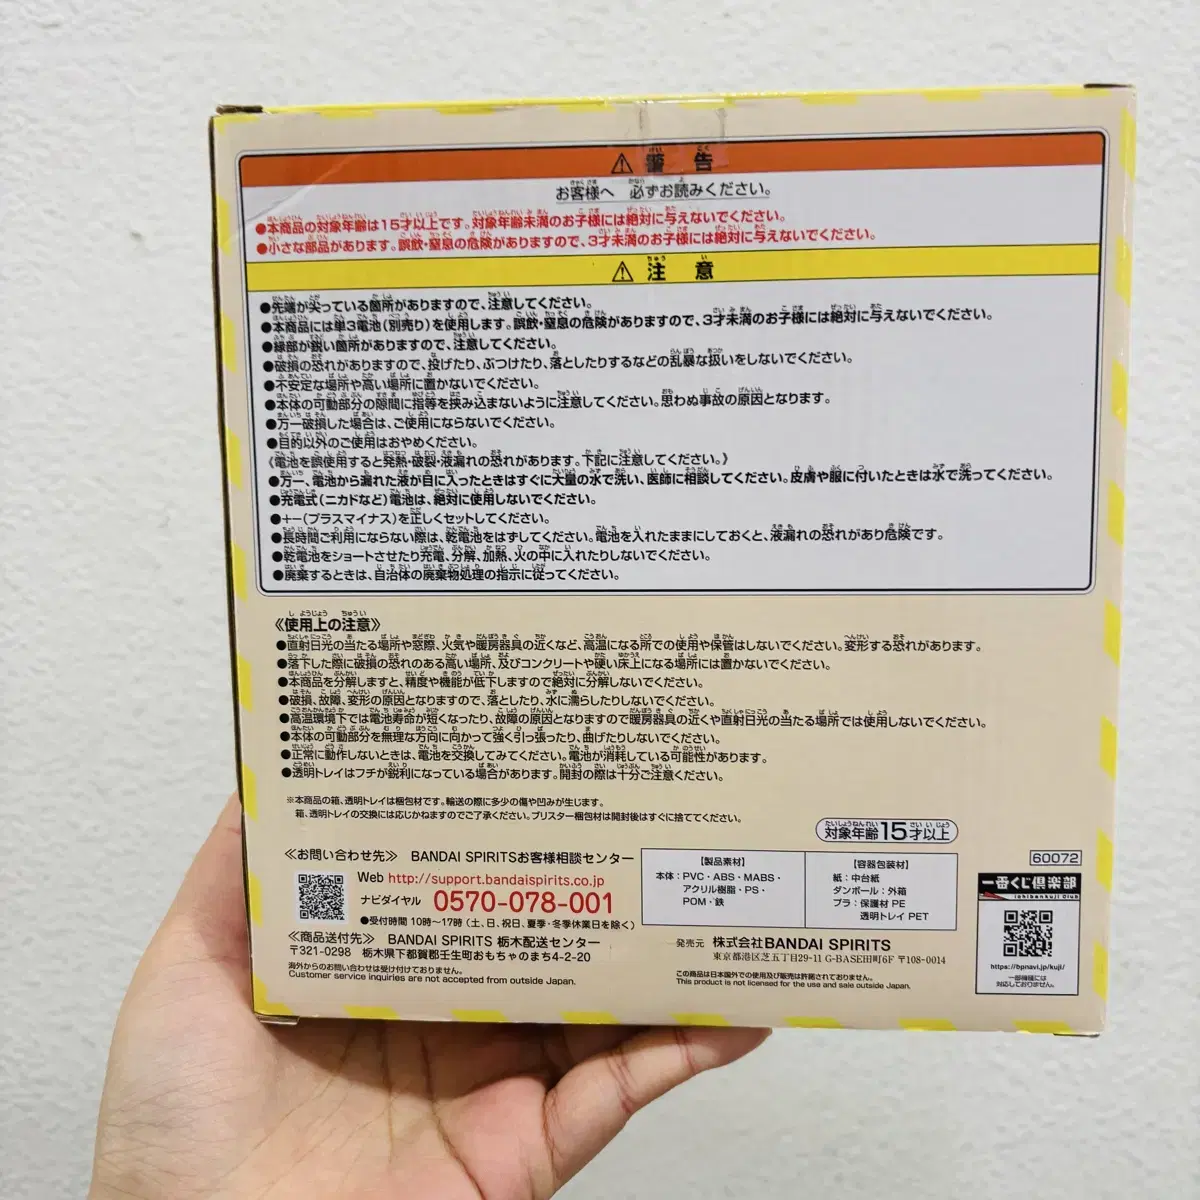 警告
お客様へ 必ずお読みください。
●本商品の対象年齢は15才以上です。対象年齢未満のお子様には絶対に与えないでください。
●小さな部品があります。誤飲・窒息の危険がありますので、3才未満のお子様には絶対に与えないでください。
注意
●先端が尖っている箇所がありますので、注意してください。
●本商品には単3電池(別売り)を使用します。誤飲・窒息の危険がありますので、3才未満のお子様には絶対に与えないでください。
●縁部が鋭い箇所がありますので、注意してください。
●破損の恐れがありますので、投げたり、ぶつけたり、落としたりするなどの乱暴な扱いをしないでください。
●不安定な場所や高い場所に置かないでください。
●本体の可動部分の隙間に指等を挟み込まないように注意してください。思わぬ事故の原因となります。
●万一破損した場合は、ご使用にならないでください。
●目的以外のご使用はおやめください。
《電池を誤使用すると発熱・破裂・液漏れの恐れがあります。下記に注意してください。》
●万一、電池から漏れた液が目に入ったときはすぐに大量の水で洗い、医師に相談してください。皮膚や服に付いたときは水で洗ってください。
●充電式(ニカドなど)電池は、絶対に使用しないでください。
●+−(プラスマイナス)を正しくセットしてください。
●長時間ご利用にならない際は、乾電池をはずしてください。電池を入れたままにしておくと、液漏れの恐れがあり危険です。
●乾電池をショートさせたり充電、分解、加熱、火の中に入れたりしないでください。
●廃棄するときは、自治体の廃棄物処理の指示に従ってください。
《使用上の注意》
●直射日光の当たる場所や窓際、火気や暖房器具の近くなど、高温になる所での使用や保管はしないでください。変形する恐れがあります。
●落下した際に破損の恐れのある高い場所、及びコンクリートや硬い床上になる場所には置かないでください。
●本商品を分解しますと、精度や機能が低下しますので絶対に分解しないでください。
●破損、故障、変形の原因となりますので、落としたり、水に濡らしたりしないでください。
●高温環境下では電池寿命が短くなったり、故障の原因となりますので暖房器具の近くや直射日光の当たる場所では使用しないでください。
●本体の可動部分を無理な方向に向かって強く引っ張ったり、曲げたりしないでください。
●正常に動作しないときは、電池を交換してみてください。電池が消耗している可能性があります。
●透明トレイはフチが鋭利になっている場合があります。開封の際は十分ご注意ください。
※本商品の箱、透明トレイは梱包材です。輸送の際に多少の傷や凹みが生じます。
箱、透明トレイの交換には応じかねますのでご了承ください。ブリスター梱包材は開封後はすぐに捨ててください。
対象年齢15才以上
60072
≪お問い合わせ先≫ BANDAI SPIRITSお客様相談センター
Web http://support.bandaispirits.co.jp
ナビダイヤル 0570-078-001
●受付時間 10時〜17時(土、日、祝日、夏季・冬季休業日を除く)
≪商品送付先≫ BANDAI SPIRITS 栃木配送センター
〒321-0298 栃木県下都賀郡壬生町おもちゃのまち4-2-20
海外からのお問い合わせは受け付けておりません。
Customer service inquiries are not accepted from outside Japan.
【製品素材】
本体:PVC・ABS・MABS・
アクリル樹脂・PS・
POM・鉄
【容器包装材】
紙:中台紙
ダンボール:外箱
プラ:保護材 PE
透明トレイ PET
発売元 株式会社BANDAI SPIRITS
東京都港区芝五丁目29-11 G-BASE田町6F 〒108-0014
この商品は日本国外での使用及び販売は許諾されておりません。
This product is not licensed for the use and sale outside Japan.
一番くじ倶楽部
ichibankuji Club
https://bpnavi.jp/kuji/
一部機種には
対応しておりません。